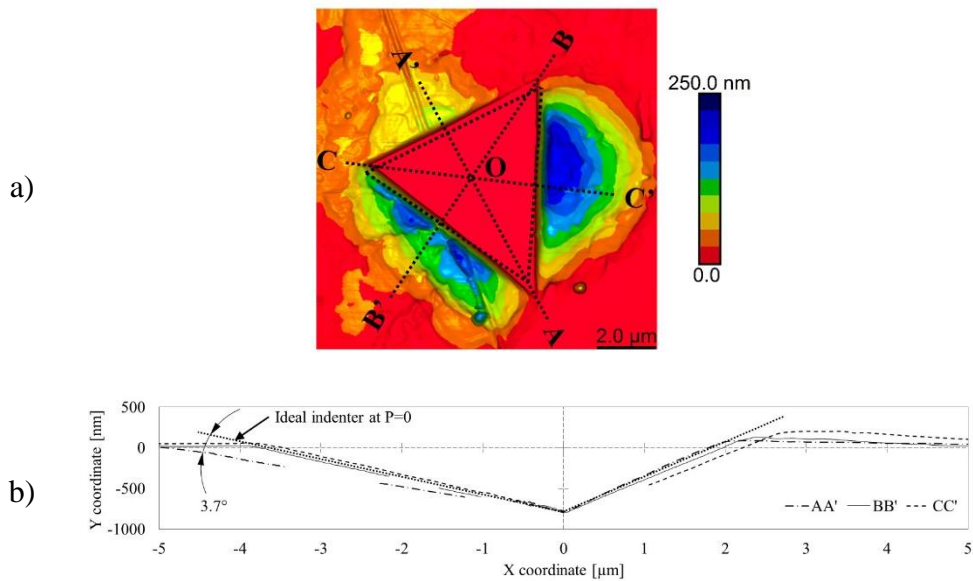 a)
B
A'
250.0 nm
C
O
C'
B'
A
0.0
2.0 μm
b)
Y coordinate [nm]
500
0
-500
-1000
Ideal indenter at P=0
3.7°
AA' BB' CC'
-5 -4 -3 -2 -1 0 1 2 3 4 5
X coordinate [μm]